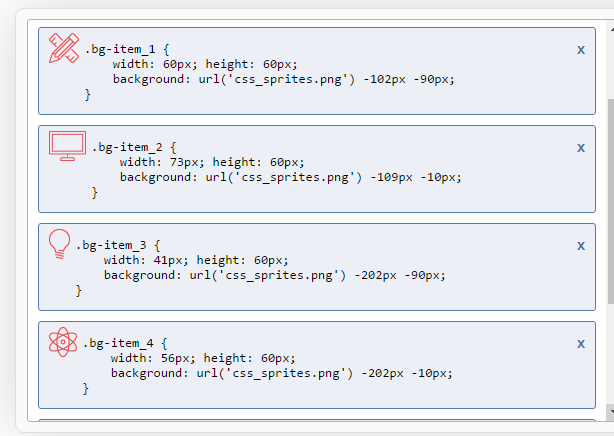 .bg-item_1 {
x
width: 60px; height: 60px;
background: url('css_sprites.png') -102px -90px;
}
.bg-item_2 {
x
width: 73px; height: 60px;
background: url('css_sprites.png') -109px -10px;
}
.bg-item_3 {
x
width: 41px; height: 60px;
background: url('css_sprites.png') -202px -90px;
}
.bg-item_4 {
x
width: 56px; height: 60px;
background: url('css_sprites.png') -202px -10px;
}